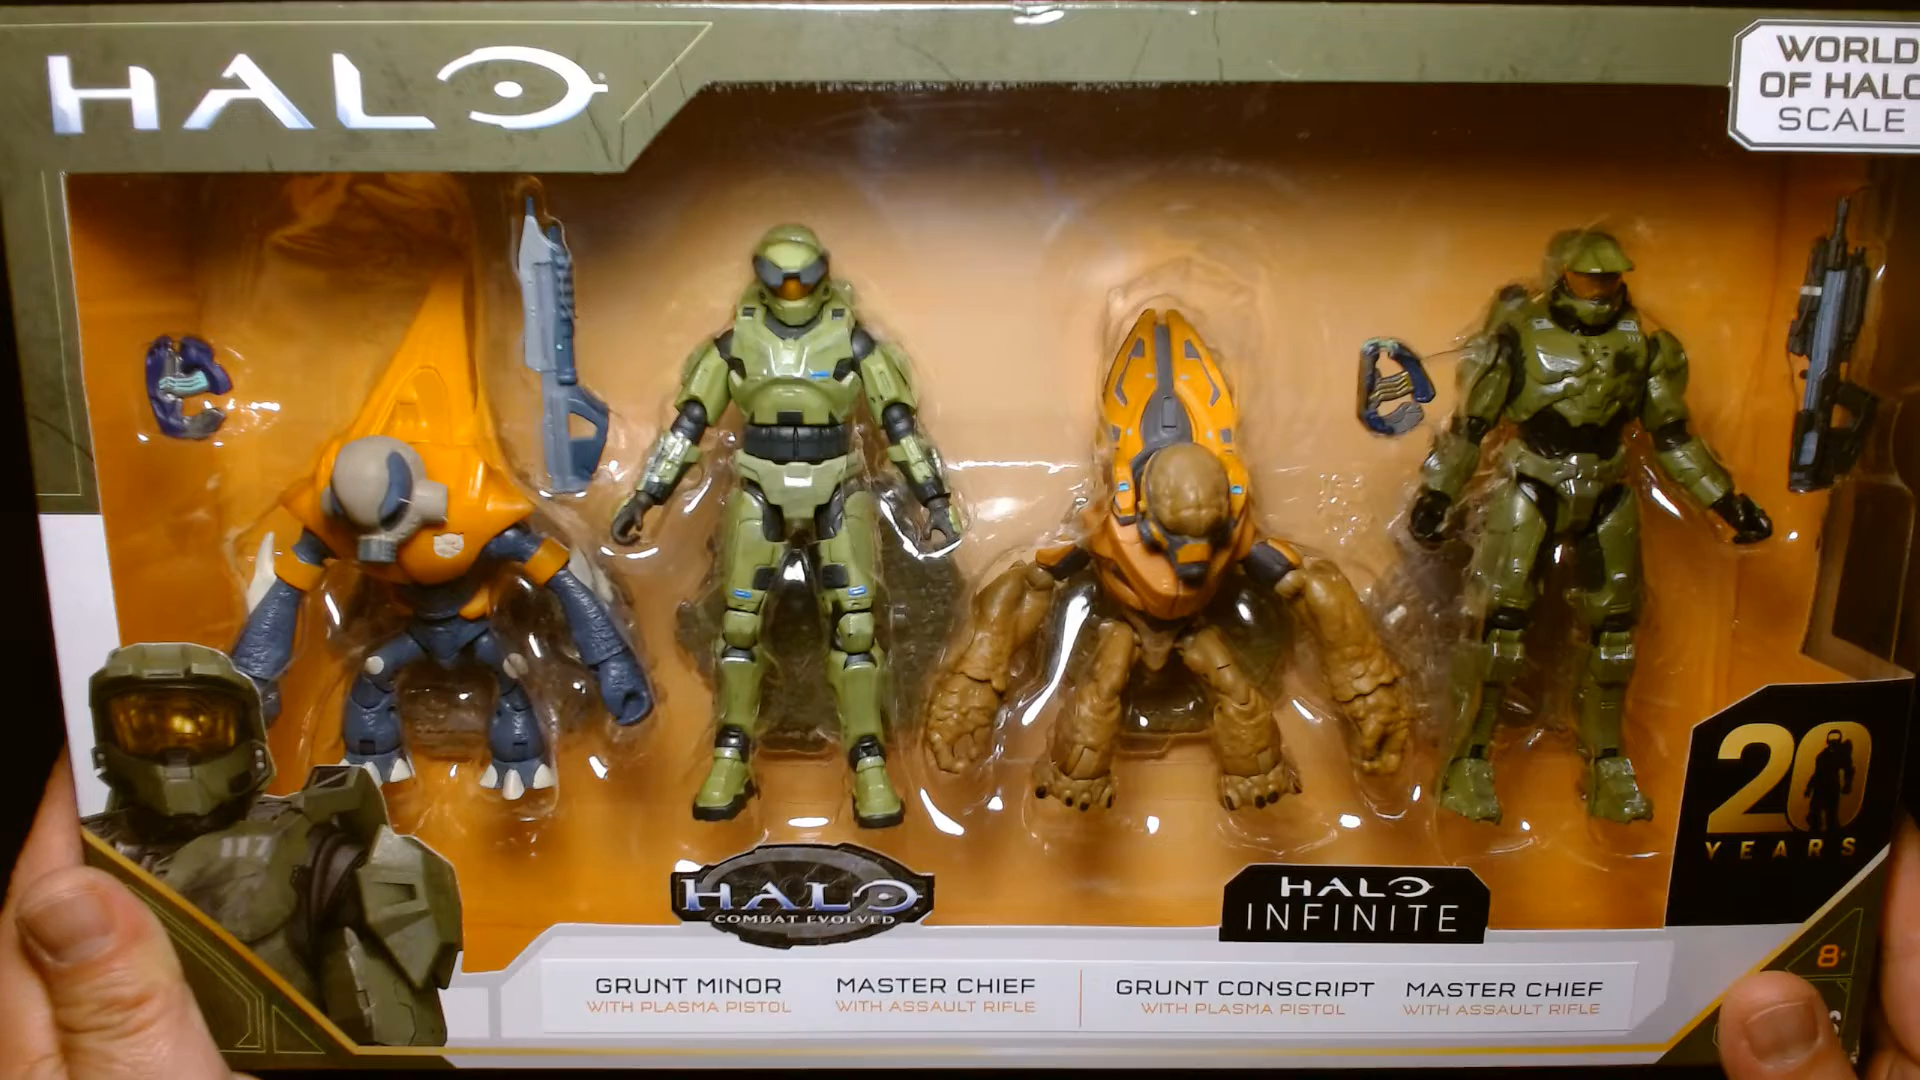 HALO
WORLD
OF HALO
SCALE
117
20
YEARS
HALO
COMBAT EVOLVED
HALO
INFINITE
8+
GRUNT MINOR
WITH PLASMA PISTOL
MASTER CHIEF
WITH ASSAULT RIFLE
GRUNT CONSCRIPT
WITH PLASMA PISTOL
MASTER CHIEF
WITH ASSAULT RIFLE